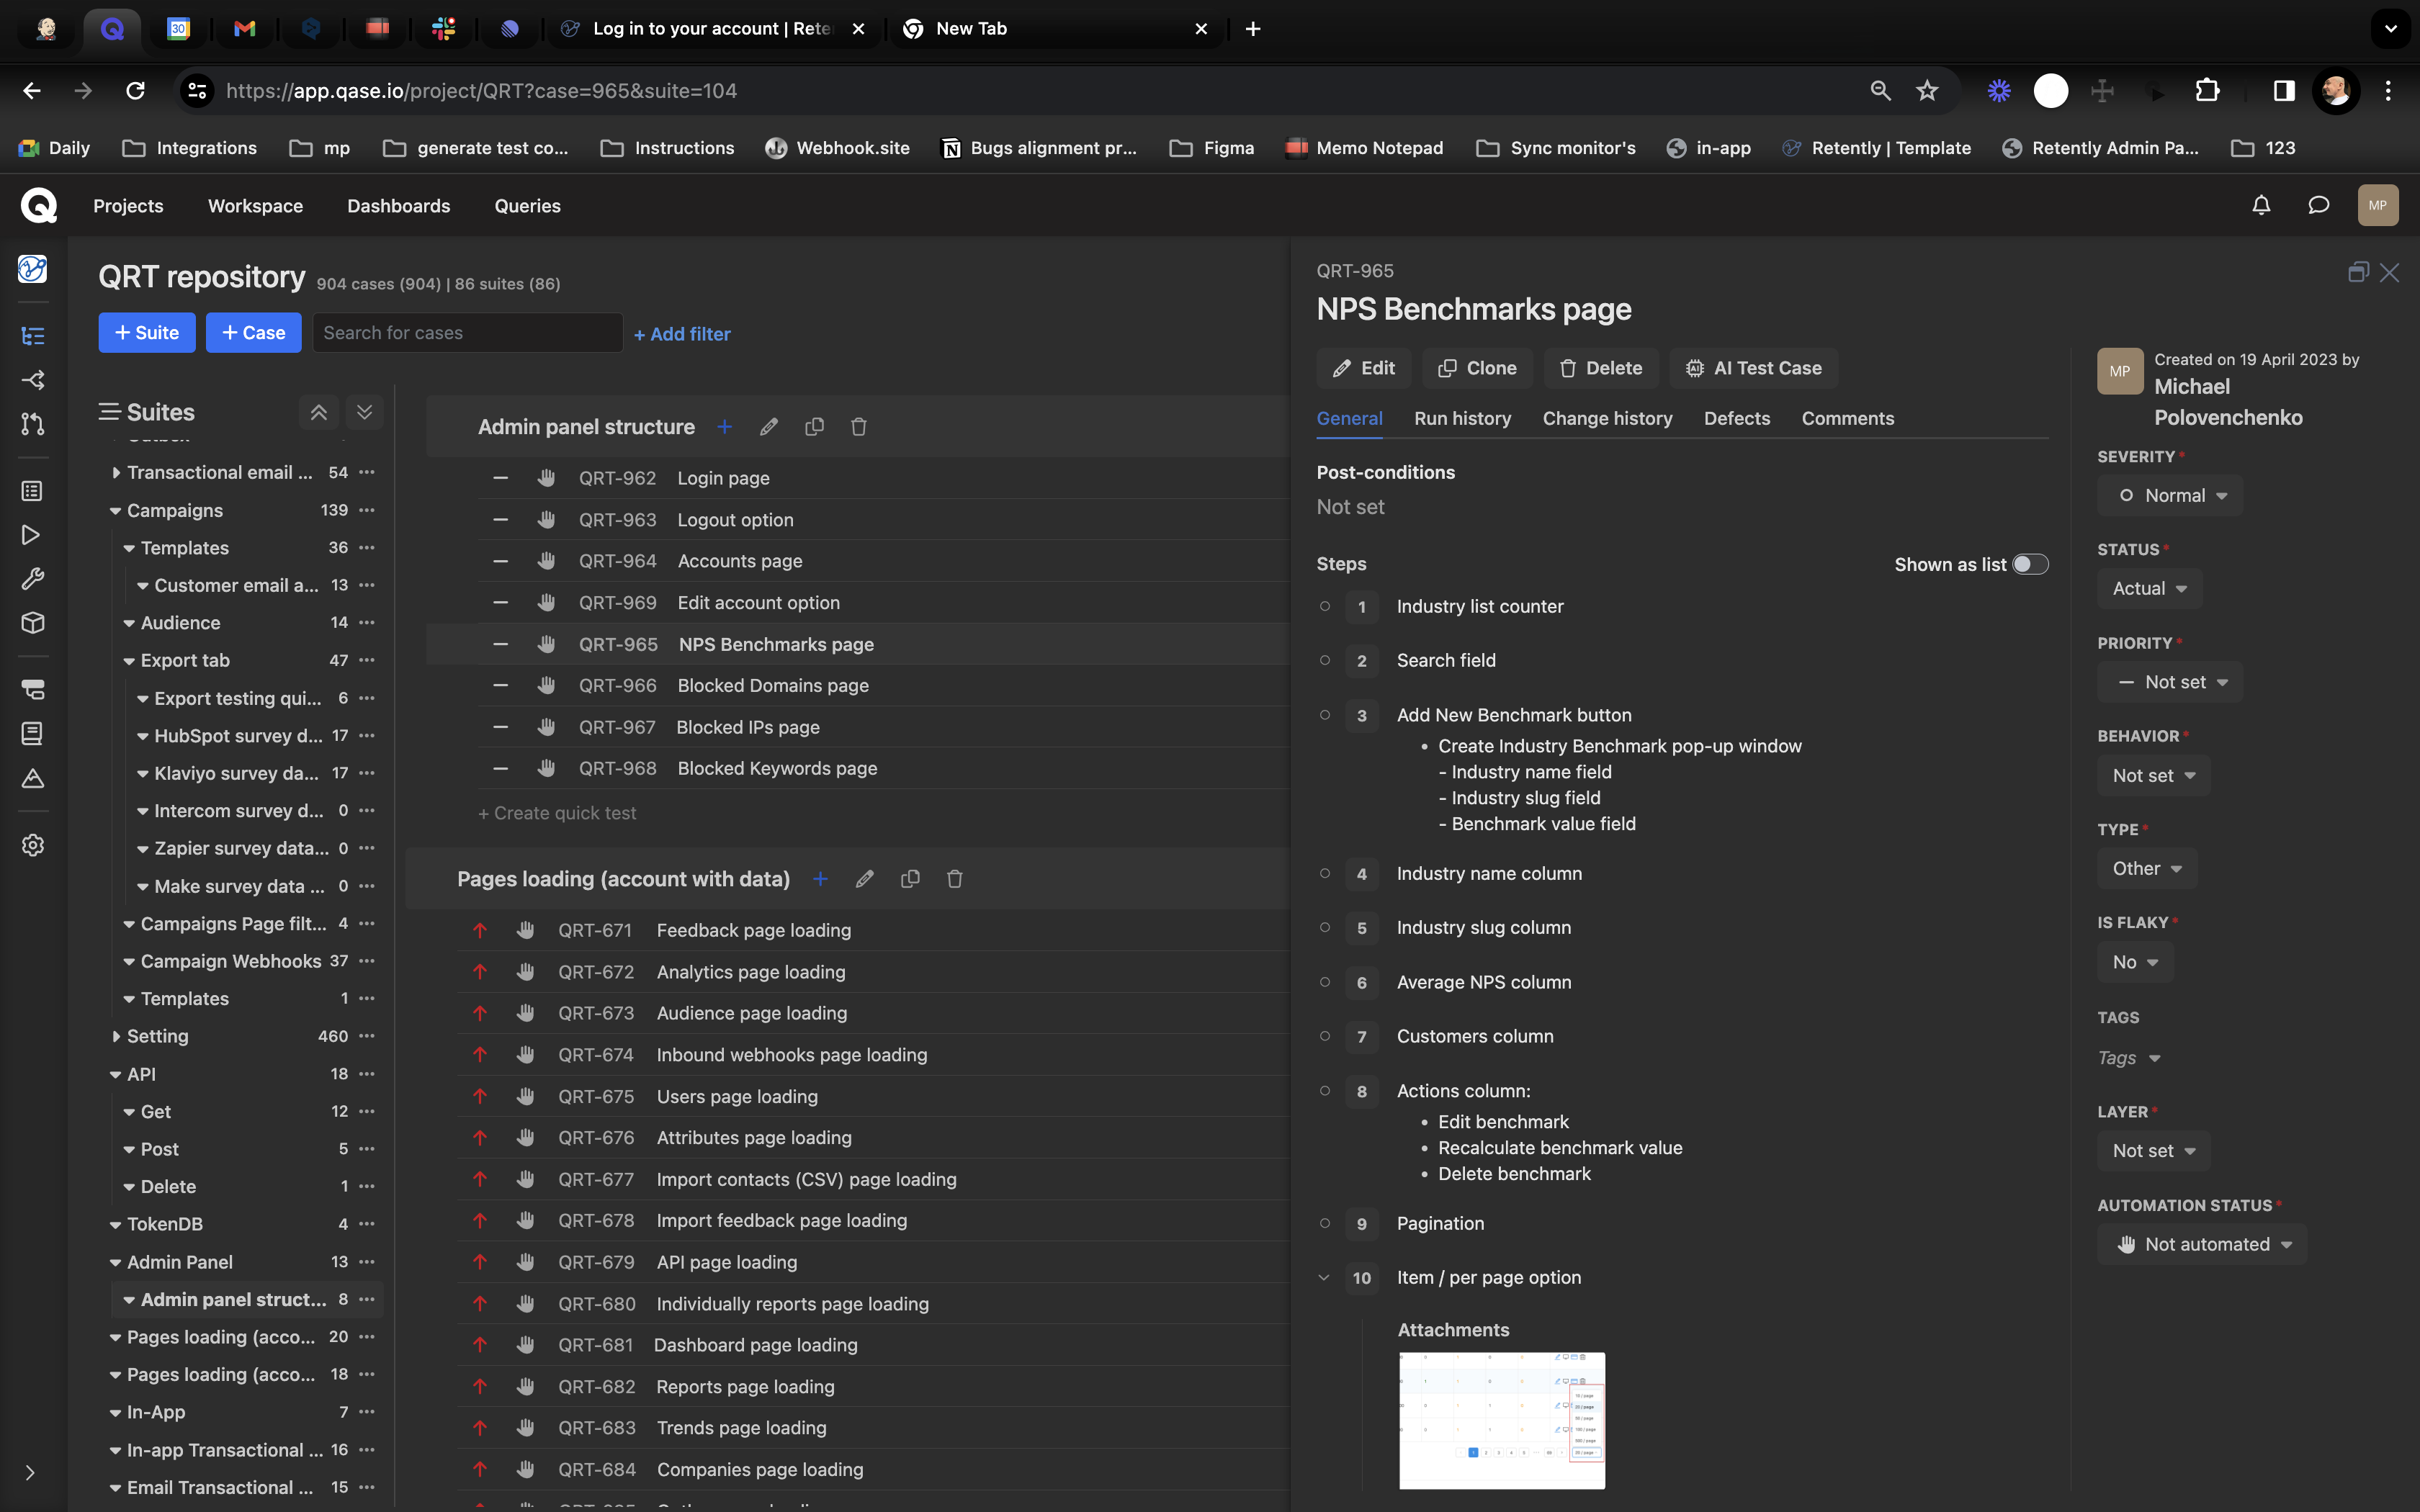 Log in to your account | Rete
New Tab
https://app.qase.io/project/QRT?case=965&suite=104
Daily
Integrations
mp
generate test co...
Instructions
Webhook.site
Bugs alignment pr...
Figma
Memo Notepad
Sync monitor's
in-app
Retently | Template
Retently Admin Pa...
123
Projects
Workspace
Dashboards
Queries
MP
QRT repository
904 cases (904) | 86 suites (86)
+ Suite
+ Case
Search for cases
+ Add filter
Suites
Transactional email ... 54
Campaigns 139
Templates 36
Customer email a... 13
Audience 14
Export tab 47
Export testing qui... 6
HubSpot survey d... 17
Klaviyo survey da... 17
Intercom survey d... 0
Zapier survey data... 0
Make survey data ... 0
Campaigns Page filt... 4
Campaign Webhooks 37
Templates 1
Setting 460
API 18
Get 12
Post 5
Delete 1
TokenDB 4
Admin Panel 13
Admin panel struct... 8
Pages loading (acco... 20
Pages loading (acco... 18
In-App 7
In-app Transactional ... 16
Email Transactional ... 15
Admin panel structure
QRT-962 Login page
QRT-963 Logout option
QRT-964 Accounts page
QRT-969 Edit account option
QRT-965 NPS Benchmarks page
QRT-966 Blocked Domains page
QRT-967 Blocked IPs page
QRT-968 Blocked Keywords page
+ Create quick test
Pages loading (account with data)
QRT-671 Feedback page loading
QRT-672 Analytics page loading
QRT-673 Audience page loading
QRT-674 Inbound webhooks page loading
QRT-675 Users page loading
QRT-676 Attributes page loading
QRT-677 Import contacts (CSV) page loading
QRT-678 Import feedback page loading
QRT-679 API page loading
QRT-680 Individually reports page loading
QRT-681 Dashboard page loading
QRT-682 Reports page loading
QRT-683 Trends page loading
QRT-684 Companies page loading
QRT-965
NPS Benchmarks page
Edit
Clone
Delete
AI Test Case
General
Run history
Change history
Defects
Comments
Post-conditions
Not set
Steps
Shown as list
1 Industry list counter
2 Search field
3 Add New Benchmark button
• Create Industry Benchmark pop-up window
- Industry name field
- Industry slug field
- Benchmark value field
4 Industry name column
5 Industry slug column
6 Average NPS column
7 Customers column
8 Actions column:
• Edit benchmark
• Recalculate benchmark value
• Delete benchmark
9 Pagination
10 Item / per page option
Attachments
MP
Created on 19 April 2023 by
Michael
Polovenchenko
SEVERITY*
Normal
STATUS*
Actual
PRIORITY*
Not set
BEHAVIOR*
Not set
TYPE*
Other
IS FLAKY*
No
TAGS
Tags
LAYER*
Not set
AUTOMATION STATUS*
Not automated